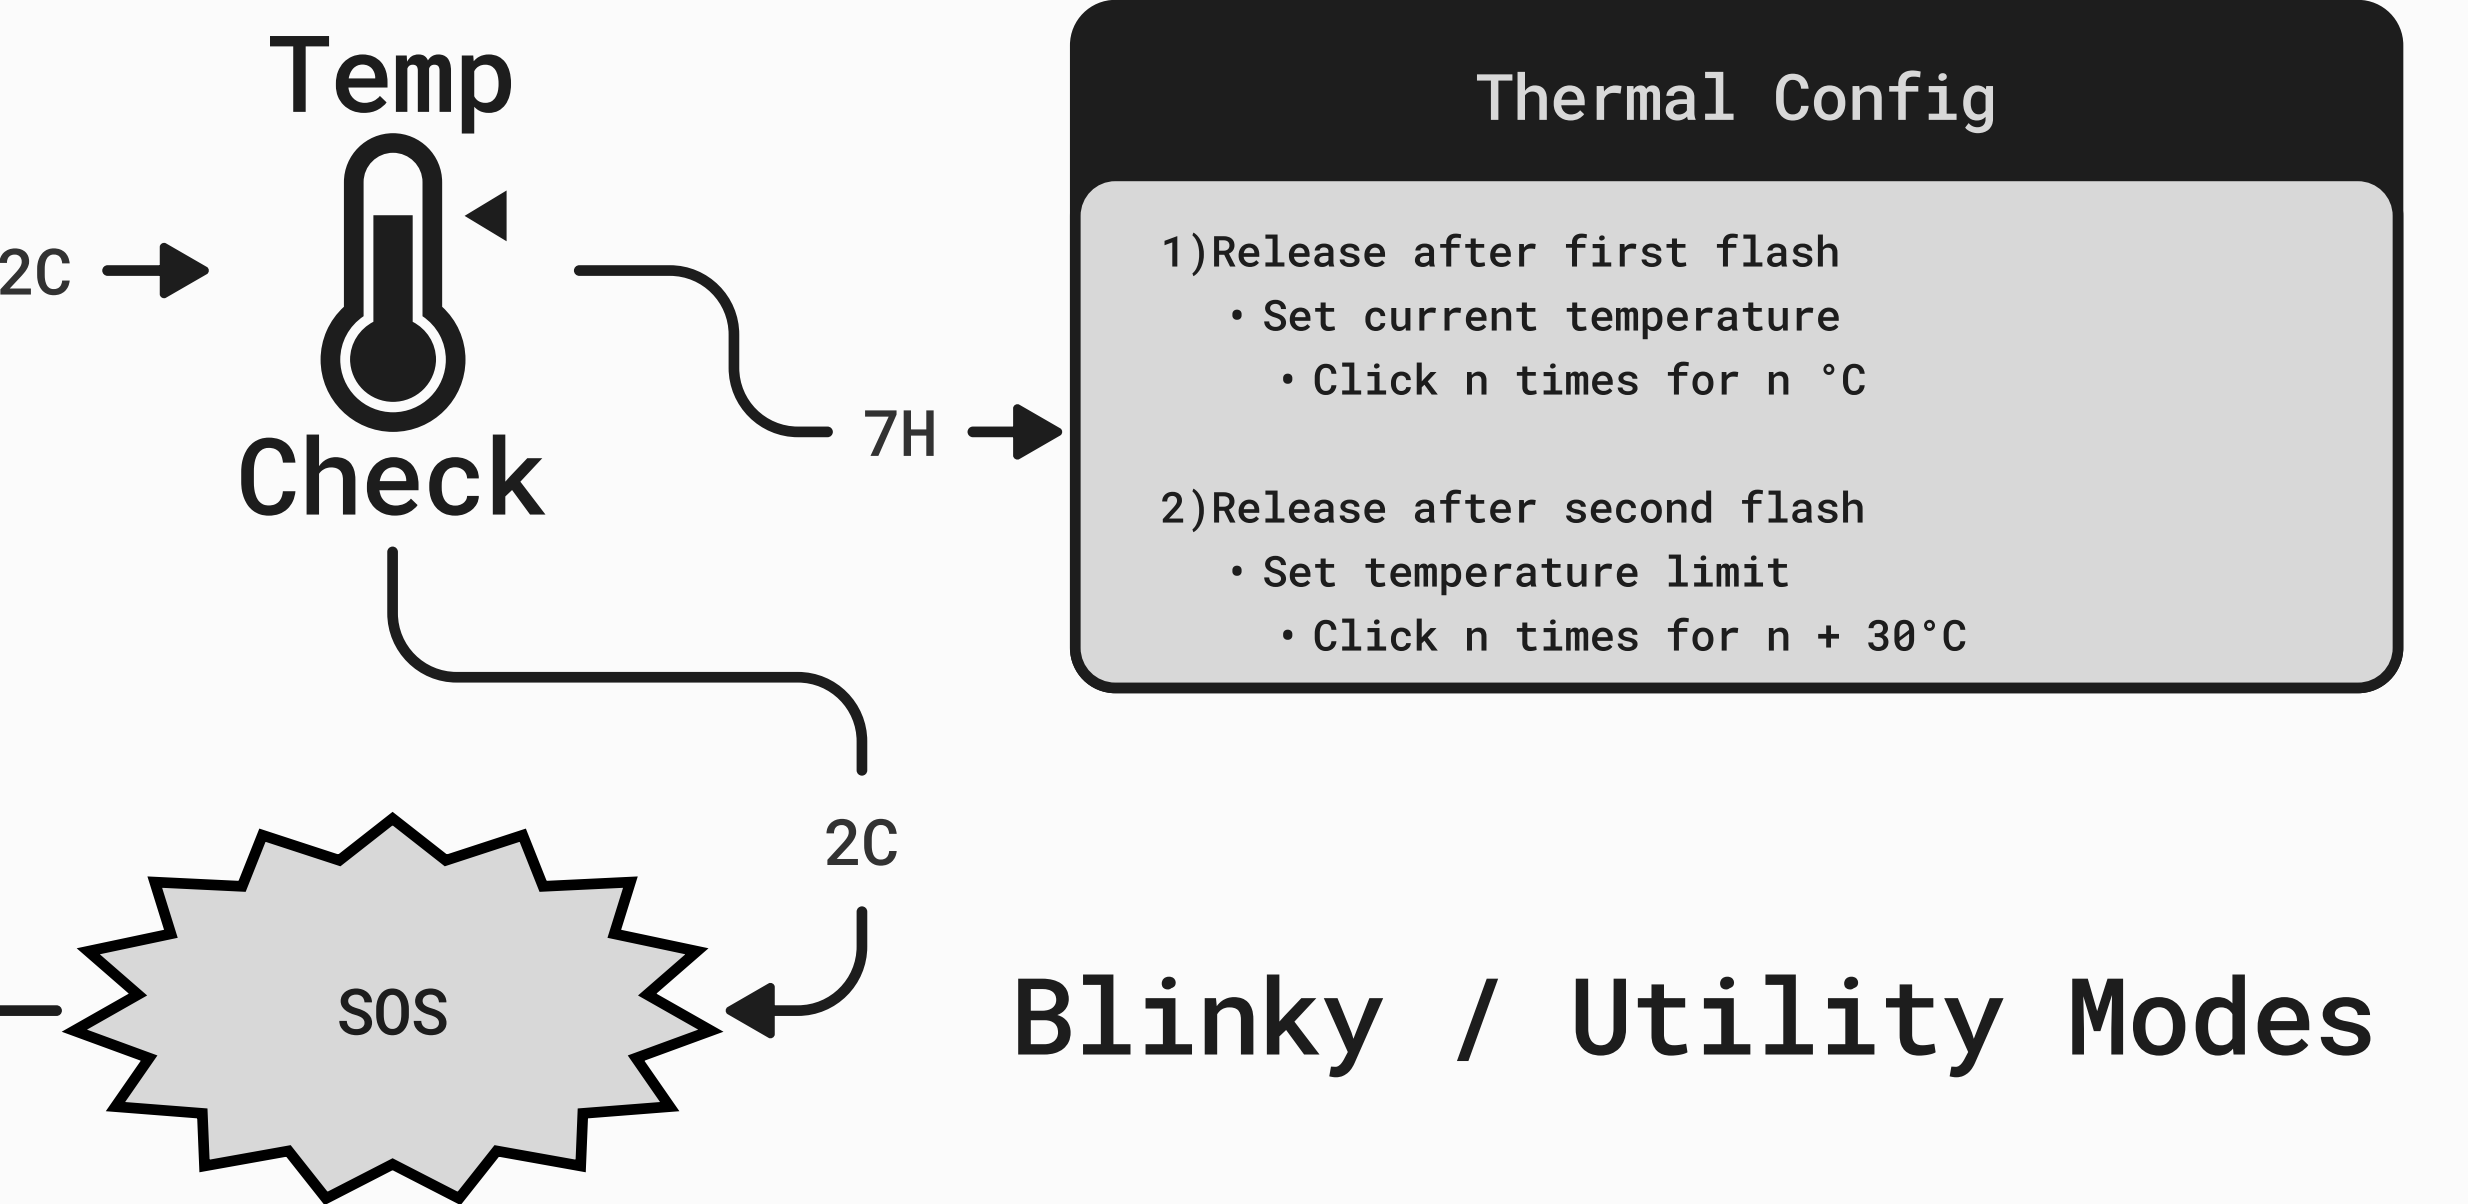 Temp
2C
Check
7H
Thermal Config
1)Release after first flash
• Set current temperature
• Click n times for n °C
2)Release after second flash
• Set temperature limit
• Click n times for n + 30°C
2C
SOS
Blinky / Utility Modes